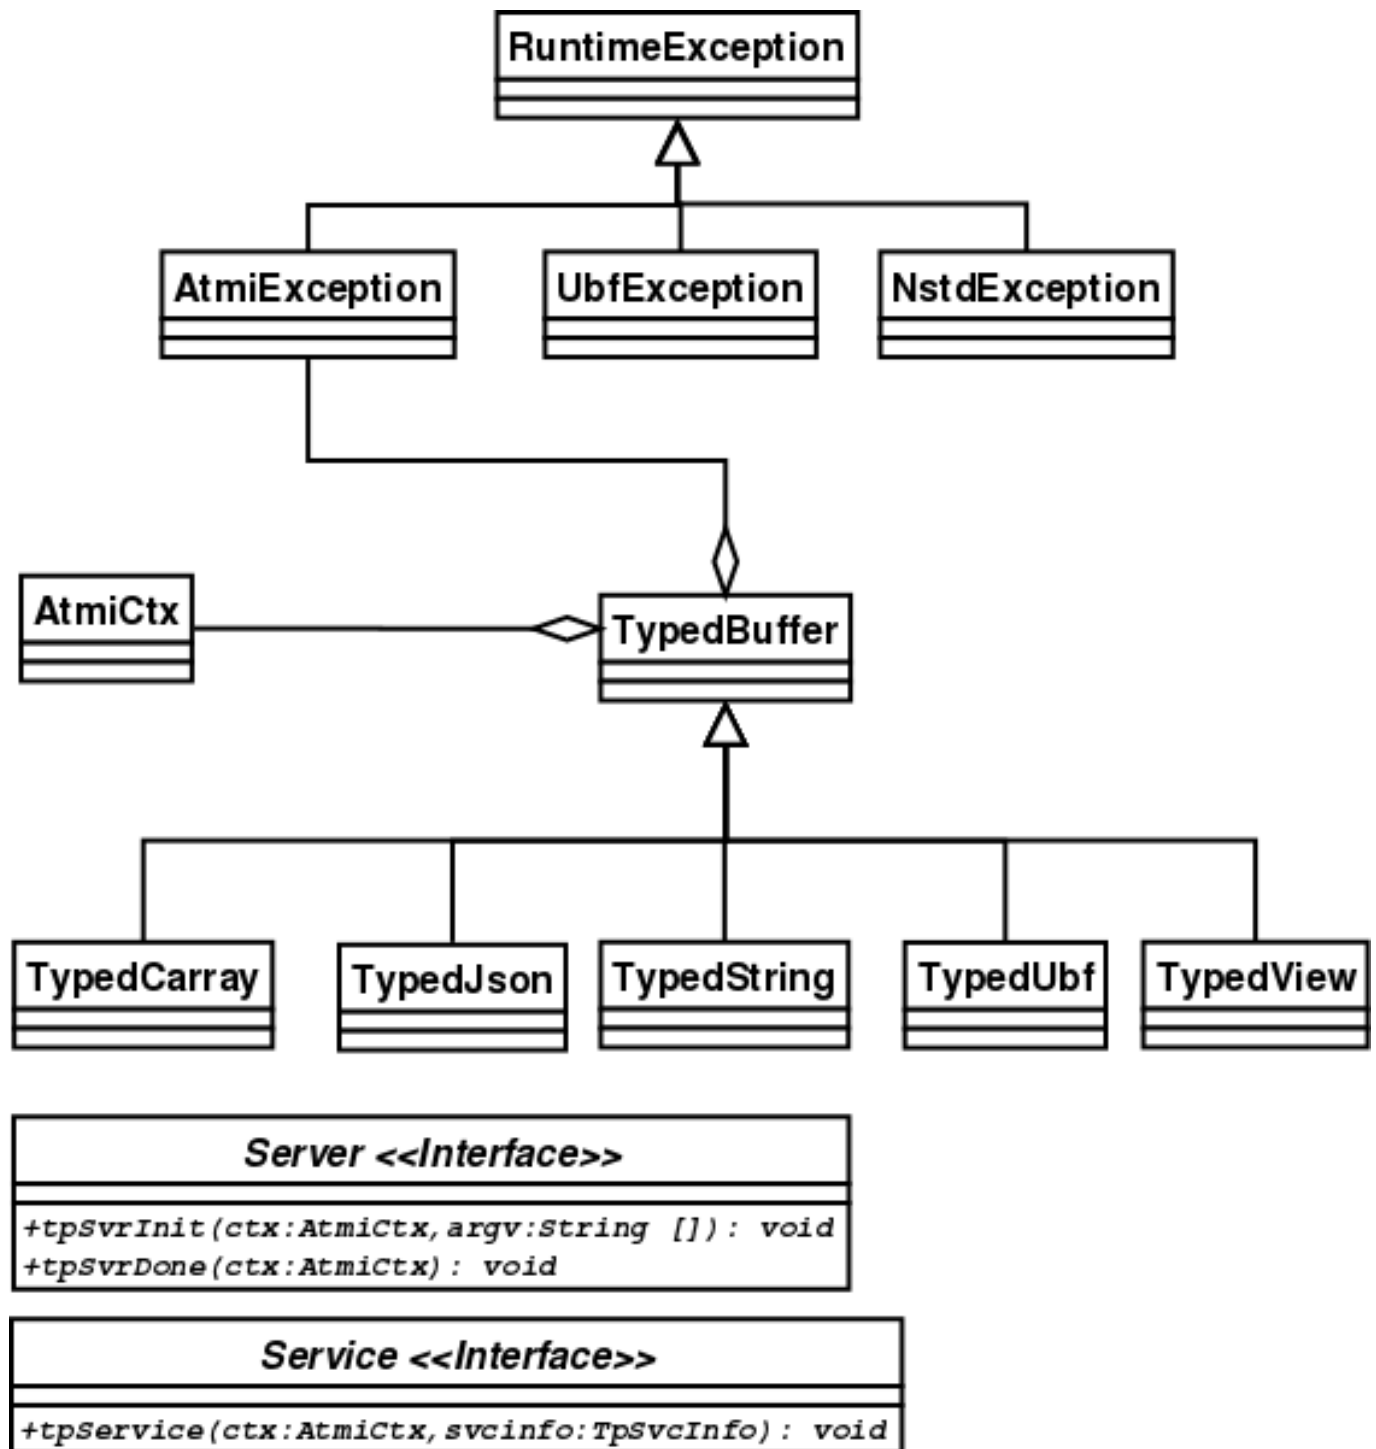 RuntimeException
AtmiException
UbfException
NstdException
AtmiCtx
TypedBuffer
TypedCarray
TypedJson
TypedString
TypedUbf
TypedView
Server <<Interface>>
+tpSvrInit(ctx:AtmiCtx,argv:String []): void
+tpSvrDone(ctx:AtmiCtx): void
Service <<Interface>>
+tpService(ctx:AtmiCtx,svcinfo:TpSvcInfo): void